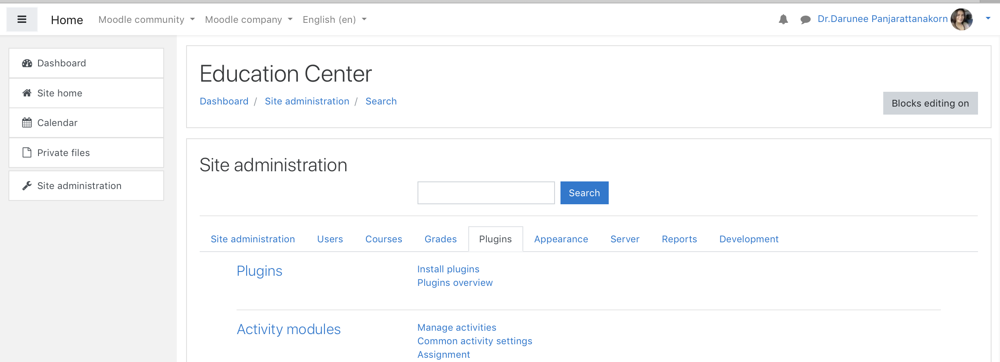 Home Moodle community Moodle company English (en) Dr.Darunee Panjarattanakorn
Dashboard
Site home
Calendar
Private files
Site administration
Education Center
Dashboard / Site administration / Search
Blocks editing on
Site administration
Search
Site administration Users Courses Grades Plugins Appearance Server Reports Development
Plugins
Install plugins
Plugins overview
Activity modules
Manage activities
Common activity settings
Assignment